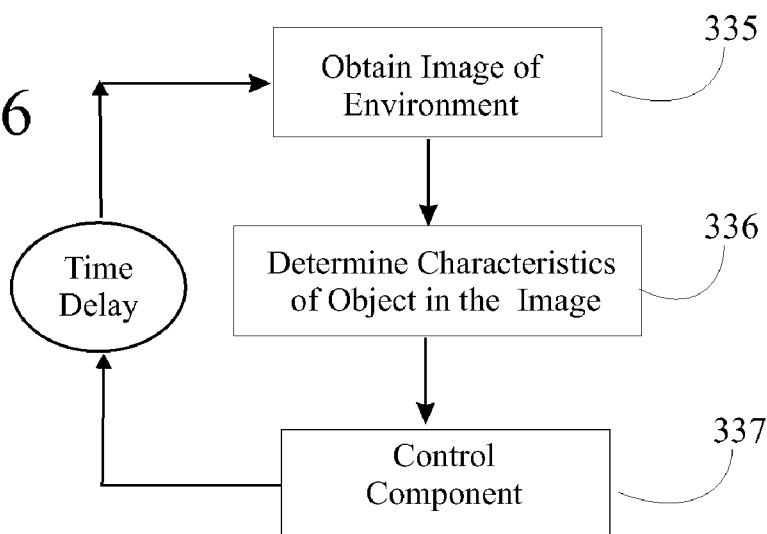 335
Obtain Image of
Environment
6
336
Time
Delay
Determine Characteristics
of Object in the Image
337
Control
Component